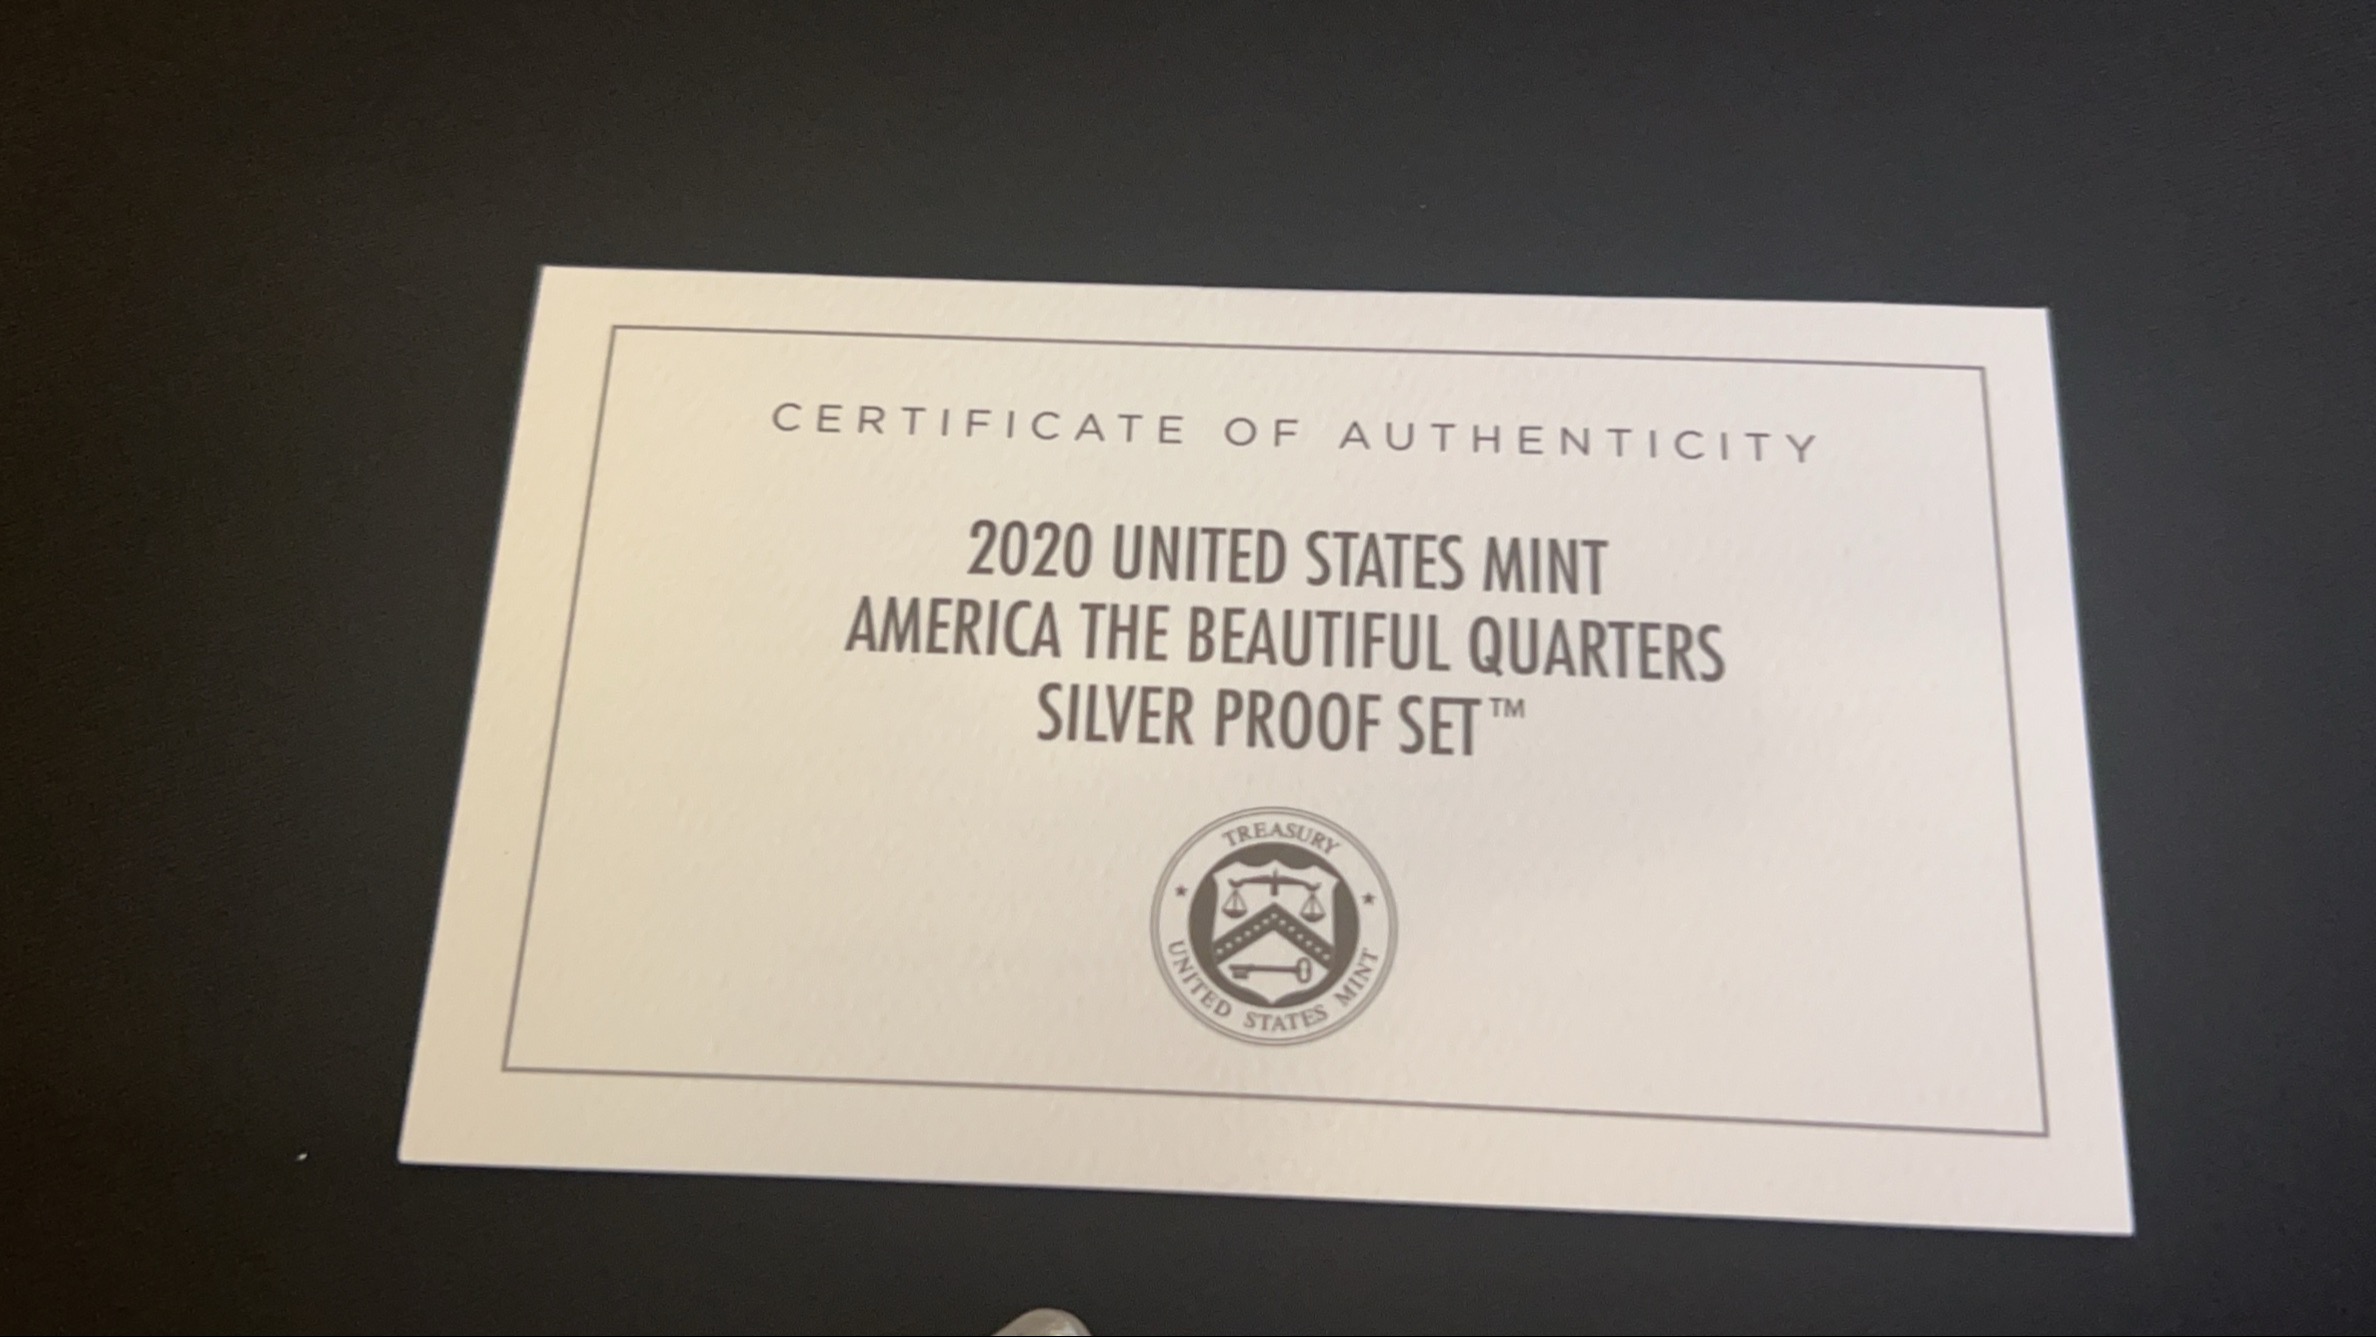 CERTIFICATE OF AUTHENTICITY
2020 UNITED STATES MINT
AMERICA THE BEAUTIFUL QUARTERS
SILVER PROOF SET™
TREASURY
UNITED STATES MINT